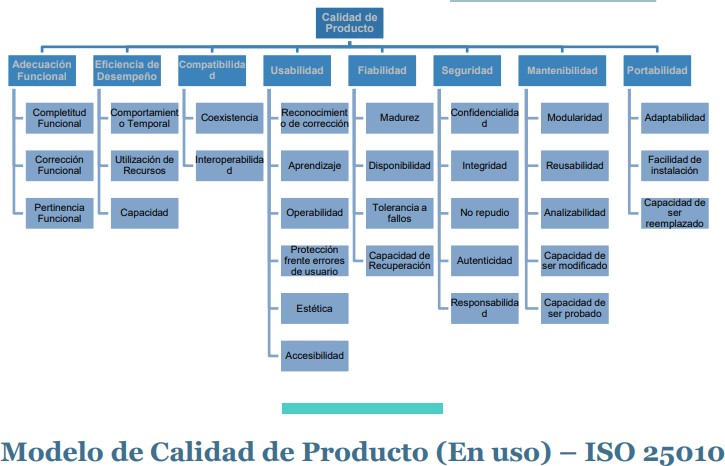 Calidad de
Producto
Adecuación
Funcional
Eficiencia de
Desempeño
Compatibilida
d
Usabilidad
Fiabilidad
Seguridad
Mantenibilidad
Portabilidad
Completitud
Funcional
Corrección
Funcional
Pertinencia
Funcional
Comportamient
o Temporal
Utilización de
Recursos
Capacidad
Coexistencia
Interoperabilida
d
Reconocimient
o de corrección
Aprendizaje
Operabilidad
Protección
frente errores
de usuario
Estética
Accesibilidad
Madurez
Disponibilidad
Tolerancia a
fallos
Capacidad de
Recuperación
Confidencialida
d
Integridad
No repudio
Autenticidad
Responsabilida
d
Modularidad
Reusabilidad
Analizabilidad
Capacidad de
ser modificado
Capacidad de
ser probado
Adaptabilidad
Facilidad de
instalación
Capacidad de
ser
reemplazado
Modelo de Calidad de Producto (En uso) – ISO 25010